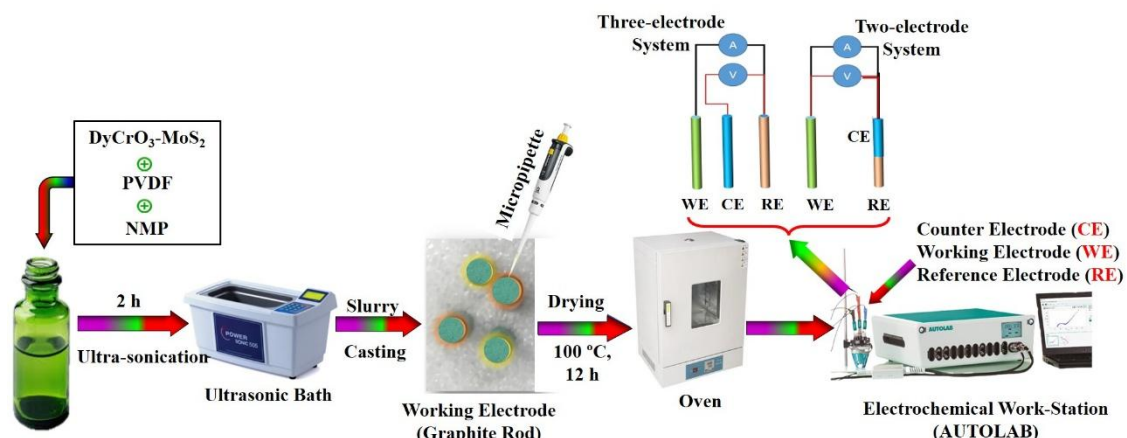 Three-electrode
System
Two-electrode
System
A
V
A
V
CE
WE
CE
RE
WE
RE
DyCrO₃-MoS₂
⊕
PVDF
⊕
NMP
Micropipette
Counter Electrode (CE)
Working Electrode (WE)
Reference Electrode (RE)
2 h
Ultra-sonication
POWER
SONIC
Ultrasonic Bath
Slurry
Casting
Working Electrode
(Graphite Rod)
Drying
100 °C,
12 h
Oven
AUTOLAB
Electrochemical Work-Station
(AUTOLAB)